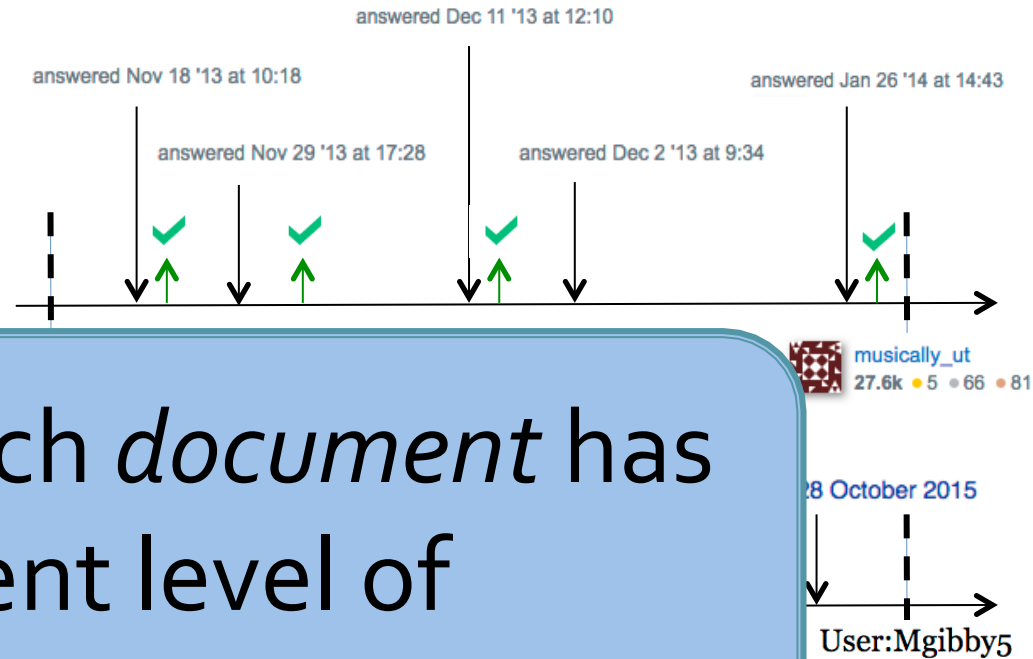 answered Dec 11 '13 at 12:10
answered Nov 18 '13 at 10:18
answered Jan 26 '14 at 14:43
answered Nov 29 '13 at 17:28
answered Dec 2 '13 at 9:34
musically_ut
27.6k 5 66 81
ch document has
28 October 2015
ent level of
User:Mgibby5